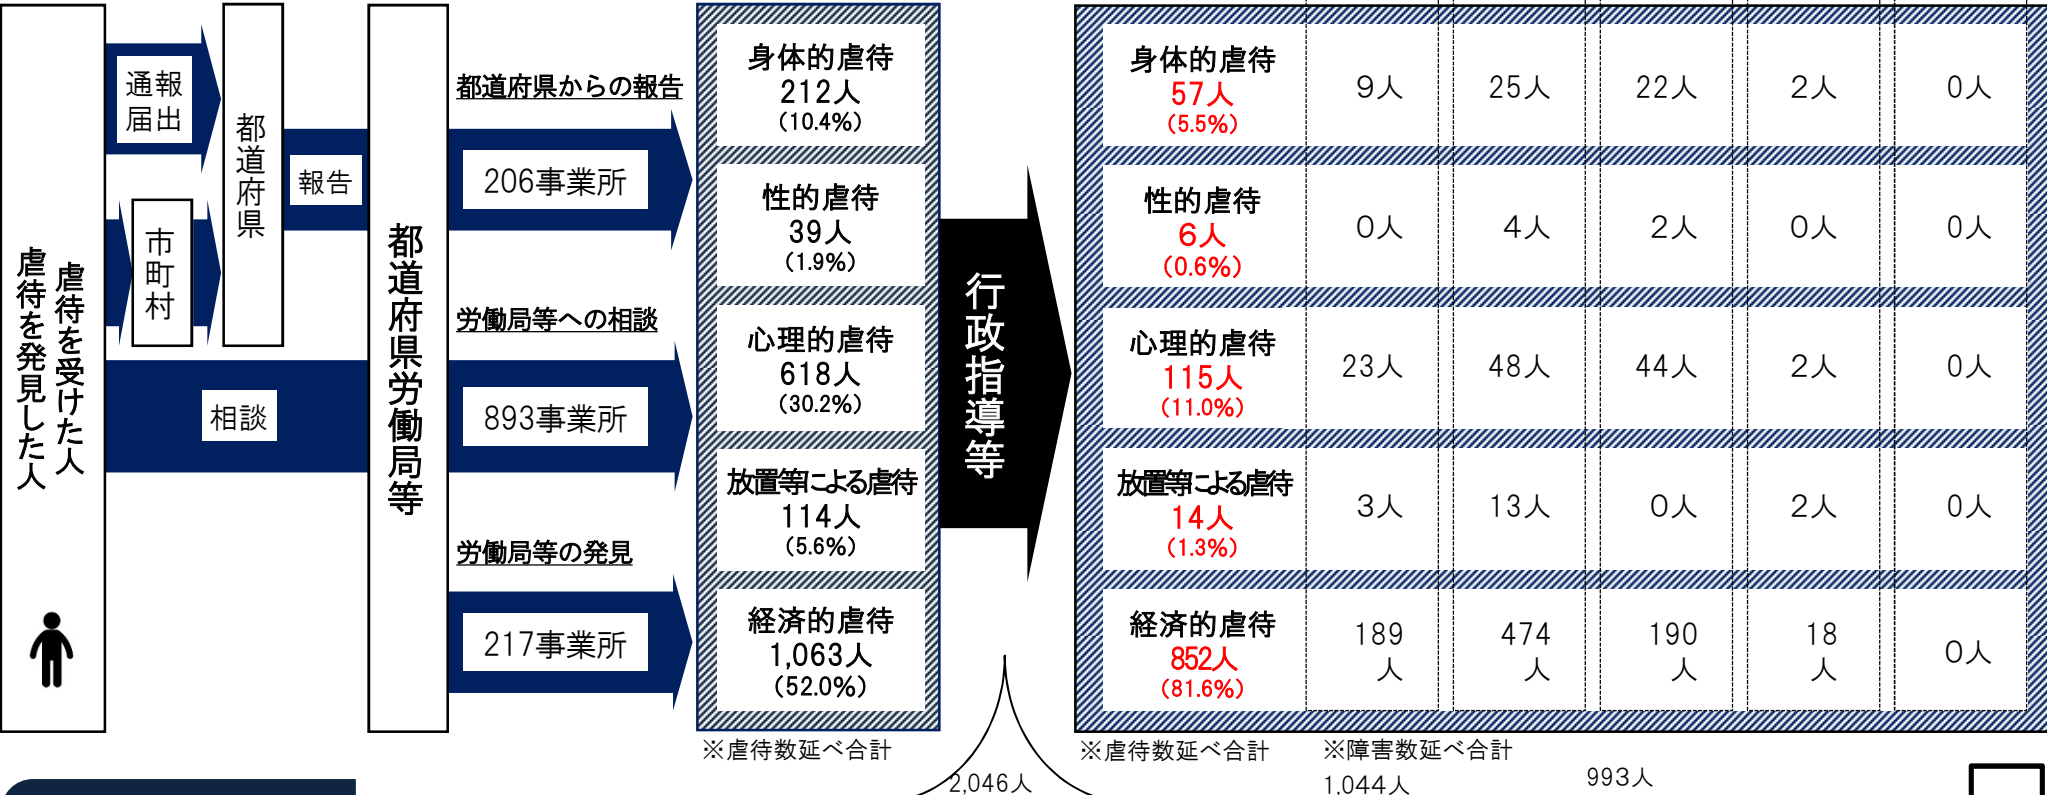 虐待を受けた人
虐待を発見した人
通報
届出
市町村
都道府県
報告
相談
都道府県労働局等
都道府県からの報告
206事業所
労働局等への相談
893事業所
労働局等の発見
217事業所
身体的虐待
212人
(10.4%)
性的虐待
39人
(1.9%)
心理的虐待
618人
(30.2%)
放置等による虐待
114人
(5.6%)
経済的虐待
1,063人
(52.0%)
※虐待数延べ合計
2,046人
行政指導等
身体的虐待
57人
(5.5%)
9人
25人
22人
2人
0人
性的虐待
6人
(0.6%)
0人
4人
2人
0人
0人
心理的虐待
115人
(11.0%)
23人
48人
44人
2人
0人
放置等による虐待
14人
(1.3%)
3人
13人
0人
2人
0人
経済的虐待
852人
(81.6%)
189
人
474
人
190
人
18
人
0人
※虐待数延べ合計
1,044人
※障害数延べ合計
993人